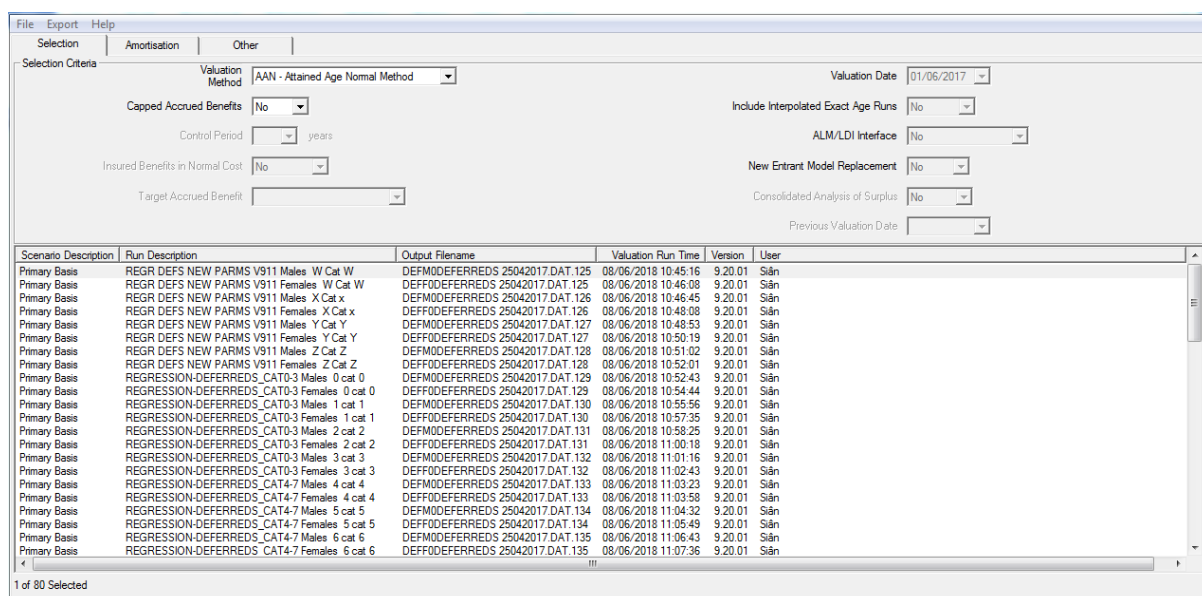 File Export Help
Selection Amortisation Other
Selection Criteria
Valuation Method AAN - Attained Age Normal Method
Valuation Date 01/06/2017
Capped Accrued Benefits No
Include Interpolated Exact Age Runs No
Control Period years
ALM/LDI Interface No
Insured Benefits in Normal Cost No
New Entrant Model Replacement No
Target Accrued Benefit
Consolidated Analysis of Surplus No
Previous Valuation Date
Scenario Description Run Description Output Filename Valuation Run Time Version User
Primary Basis REGR DEFS NEW PARMS V911 Males W Cat W DEFM0DEFERREDS 25042017.DAT.125 08/06/2018 10:45:16 9.20.01 Siân
Primary Basis REGR DEFS NEW PARMS V911 Females W Cat W DEFF0DEFERREDS 25042017.DAT.125 08/06/2018 10:46:08 9.20.01 Siân
Primary Basis REGR DEFS NEW PARMS V911 Males X Cat x DEFM0DEFERREDS 25042017.DAT.126 08/06/2018 10:46:45 9.20.01 Siân
Primary Basis REGR DEFS NEW PARMS V911 Females X Cat x DEFF0DEFERREDS 25042017.DAT.126 08/06/2018 10:48:08 9.20.01 Siân
Primary Basis REGR DEFS NEW PARMS V911 Males Y Cat Y DEFM0DEFERREDS 25042017.DAT.127 08/06/2018 10:48:53 9.20.01 Siân
Primary Basis REGR DEFS NEW PARMS V911 Females Y Cat Y DEFF0DEFERREDS 25042017.DAT.127 08/06/2018 10:50:19 9.20.01 Siân
Primary Basis REGR DEFS NEW PARMS V911 Males Z Cat Z DEFM0DEFERREDS 25042017.DAT.128 08/06/2018 10:51:02 9.20.01 Siân
Primary Basis REGR DEFS NEW PARMS V911 Females Z Cat Z DEFF0DEFERREDS 25042017.DAT.128 08/06/2018 10:52:01 9.20.01 Siân
Primary Basis REGRESSION-DEFERREDS_CAT0-3 Males 0 cat 0 DEFM0DEFERREDS 25042017.DAT.129 08/06/2018 10:52:43 9.20.01 Siân
Primary Basis REGRESSION-DEFERREDS_CAT0-3 Females 0 cat 0 DEFF0DEFERREDS 25042017.DAT.129 08/06/2018 10:54:44 9.20.01 Siân
Primary Basis REGRESSION-DEFERREDS_CAT0-3 Males 1 cat 1 DEFM0DEFERREDS 25042017.DAT.130 08/06/2018 10:55:56 9.20.01 Siân
Primary Basis REGRESSION-DEFERREDS_CAT0-3 Females 1 cat 1 DEFF0DEFERREDS 25042017.DAT.130 08/06/2018 10:57:35 9.20.01 Siân
Primary Basis REGRESSION-DEFERREDS_CAT0-3 Males 2 cat 2 DEFM0DEFERREDS 25042017.DAT.131 08/06/2018 10:58:25 9.20.01 Siân
Primary Basis REGRESSION-DEFERREDS_CAT0-3 Females 2 cat 2 DEFF0DEFERREDS 25042017.DAT.131 08/06/2018 11:00:18 9.20.01 Siân
Primary Basis REGRESSION-DEFERREDS_CAT0-3 Males 3 cat 3 DEFM0DEFERREDS 25042017.DAT.132 08/06/2018 11:01:16 9.20.01 Siân
Primary Basis REGRESSION-DEFERREDS_CAT0-3 Females 3 cat 3 DEFF0DEFERREDS 25042017.DAT.132 08/06/2018 11:02:43 9.20.01 Siân
Primary Basis REGRESSION-DEFERREDS_CAT4-7 Males 4 cat 4 DEFM0DEFERREDS 25042017.DAT.133 08/06/2018 11:03:23 9.20.01 Siân
Primary Basis REGRESSION-DEFERREDS_CAT4-7 Females 4 cat 4 DEFF0DEFERREDS 25042017.DAT.133 08/06/2018 11:03:58 9.20.01 Siân
Primary Basis REGRESSION-DEFERREDS_CAT4-7 Males 5 cat 5 DEFM0DEFERREDS 25042017.DAT.134 08/06/2018 11:04:32 9.20.01 Siân
Primary Basis REGRESSION-DEFERREDS_CAT4-7 Females 5 cat 5 DEFF0DEFERREDS 25042017.DAT.134 08/06/2018 11:05:49 9.20.01 Siân
Primary Basis REGRESSION-DEFERREDS_CAT4-7 Males 6 cat 6 DEFM0DEFERREDS 25042017.DAT.135 08/06/2018 11:06:43 9.20.01 Siân
Primary Basis REGRESSION-DEFERREDS CAT4-7 Females 6 cat 6 DEFF0DEFERREDS 25042017.DAT.135 08/06/2018 11:07:36 9.20.01 Siân
1 of 80 Selected